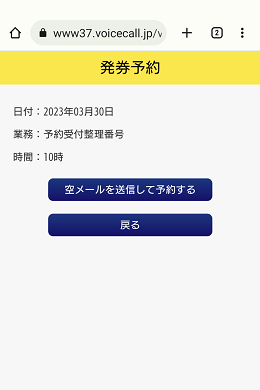 www37.voicecall.jp/v
2
発券予約
日付：2023年03月30日
業務：予約受付整理番号
時間：10時
空メールを送信して予約する
戻る